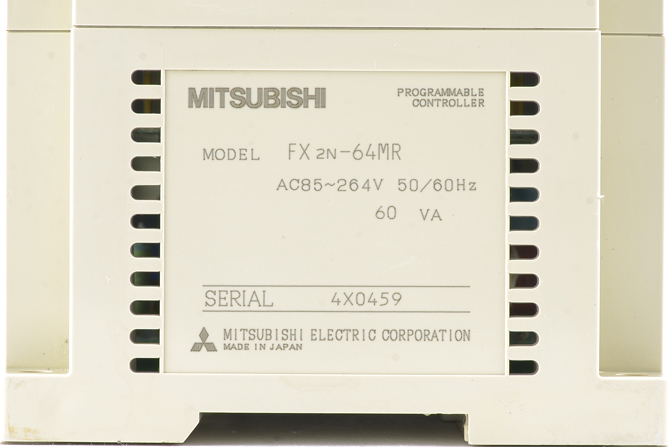 MITSUBISHI
PROGRAMMABLE
CONTROLLER
MODEL FX2N-64MR
AC85~264V 50/60Hz
60 VA
SERIAL 4X0459
MITSUBISHI ELECTRIC CORPORATION
MADE IN JAPAN